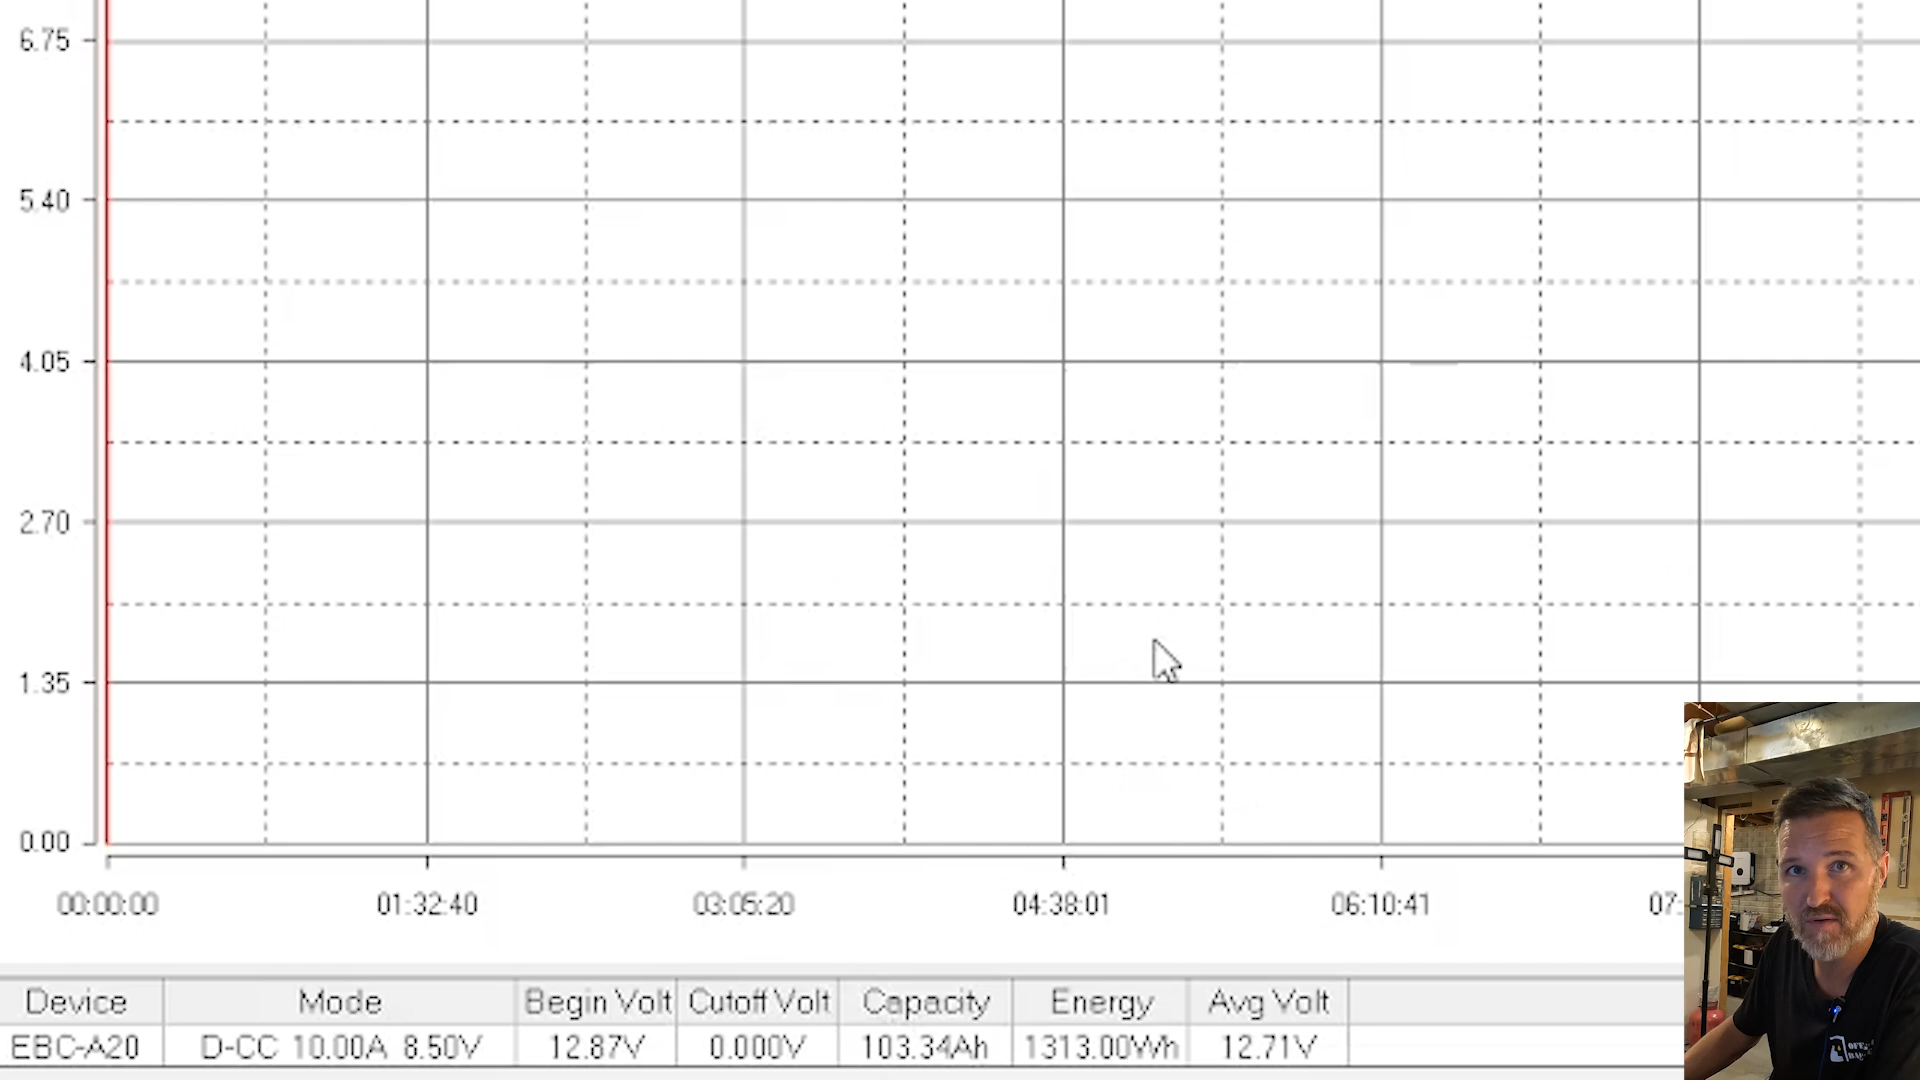 6.75
5.40
4.05
2.70
1.35
0.00
00:00:00 01:32:40 03:05:20 04:38:01 06:10:41 07:
Device Mode Begin Volt Cutoff Volt Capacity Energy Avg Volt
EBC-A20 D-CC 10.00A 8.50V 12.87V 0.000V 103.34Ah 1313.00Wh 12.71V